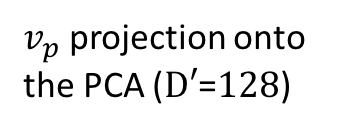 𝑣ₚ projection onto
the PCA (D′=128)